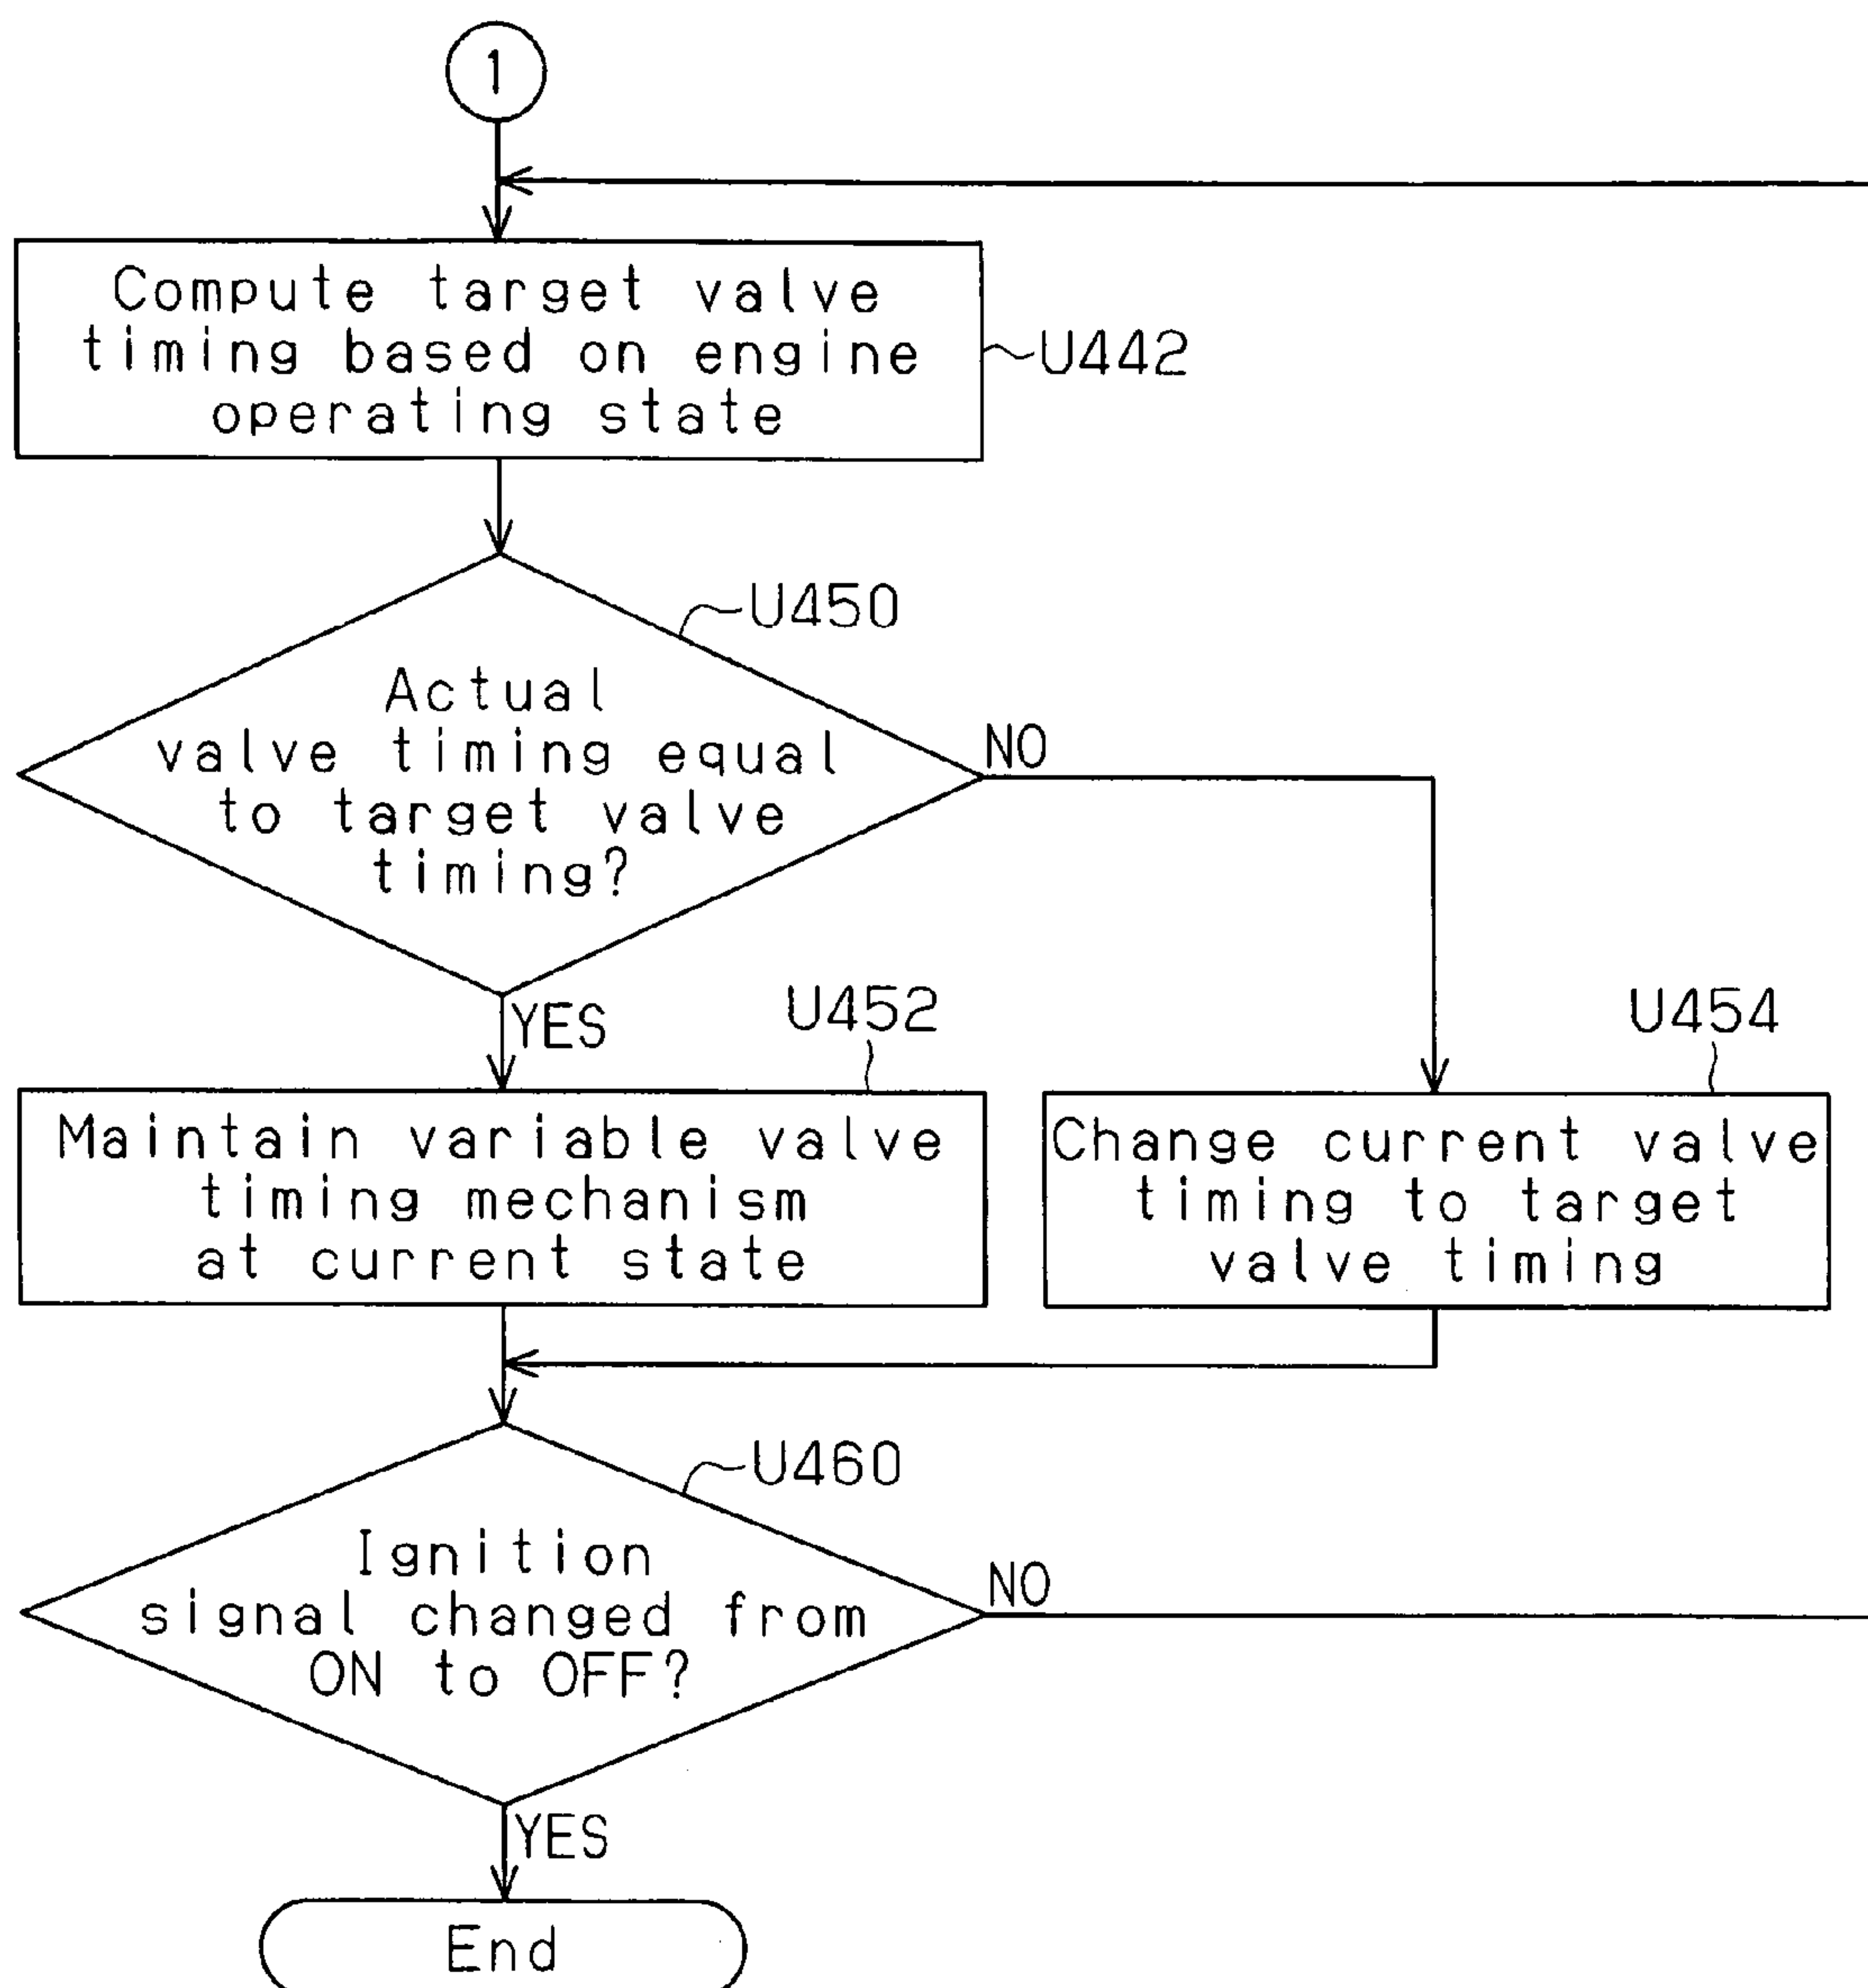 1
Compute target valve
timing based on engine
operating state
U442
U450
Actual
valve timing equal
to target valve
timing?
NO
YES
U452
U454
Maintain variable valve
timing mechanism
at current state
Change current valve
timing to target
valve timing
U460
Ignition
signal changed from
ON to OFF?
NO
YES
End